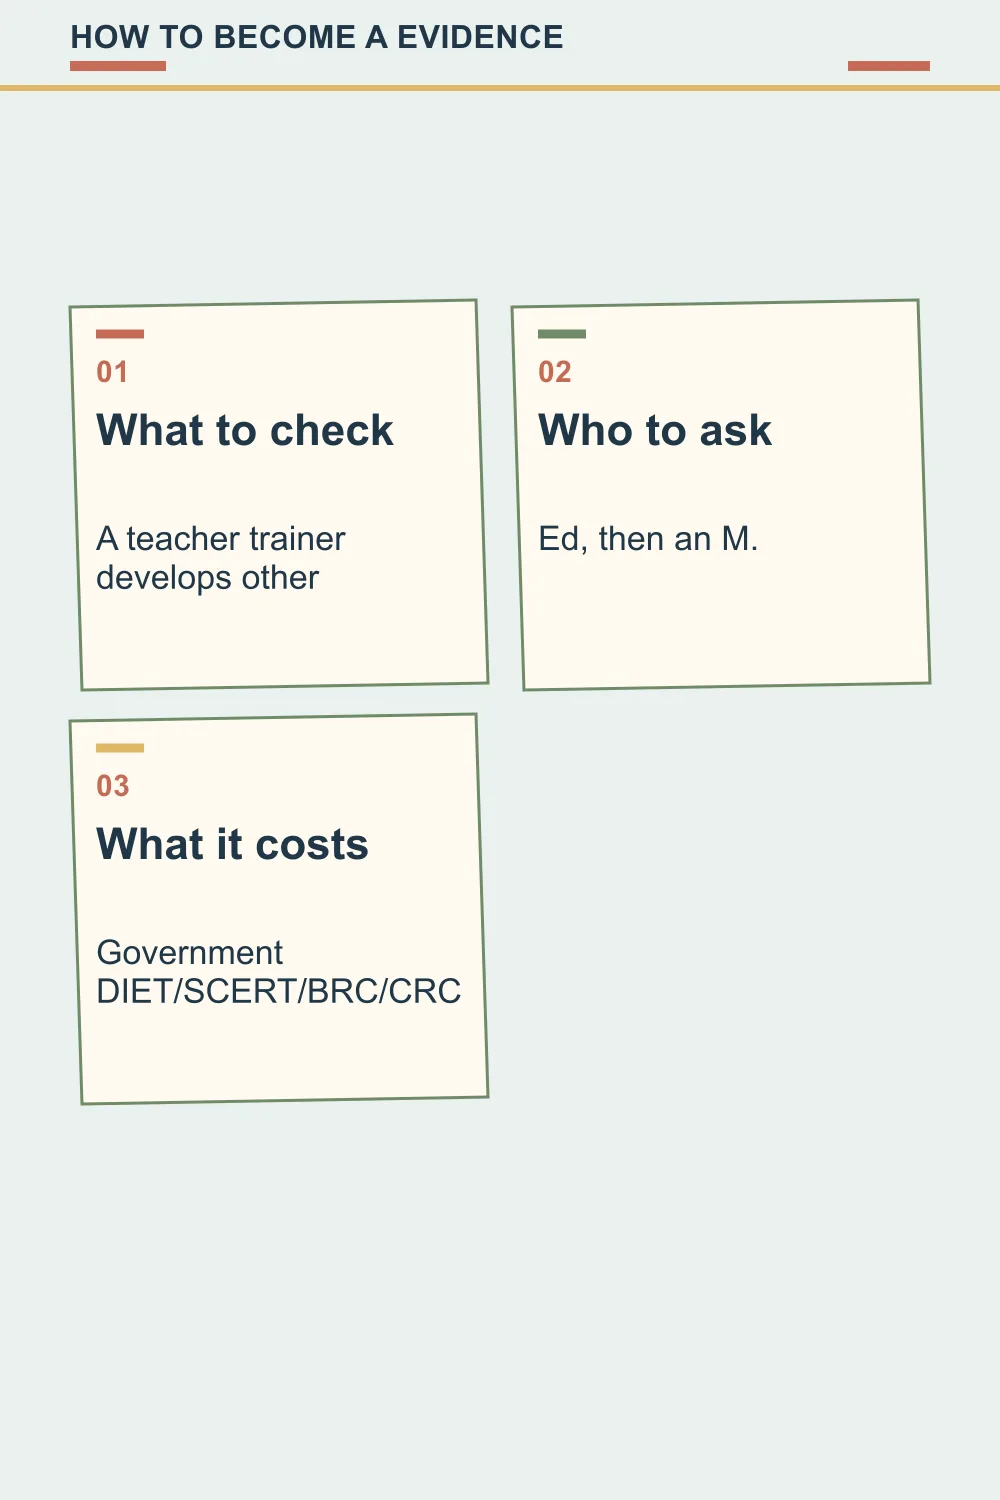 HOW TO BECOME A EVIDENCE
01
What to check
A teacher trainer
develops other
02
Who to ask
Ed, then an M.
03
What it costs
Government
DIET/SCERT/BRC/CRC